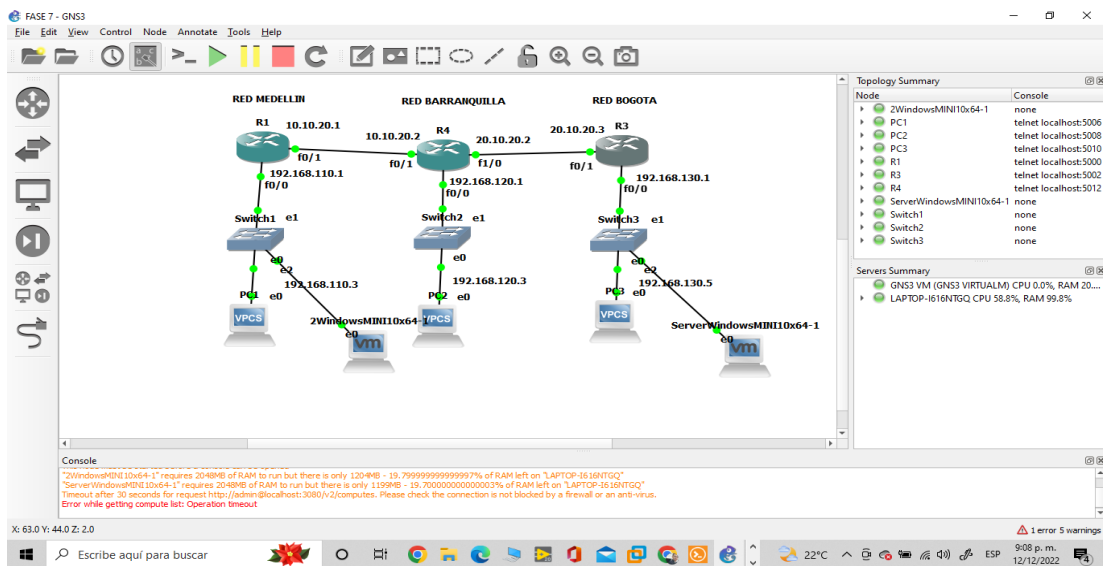 FASE 7 - GNS3
File Edit View Control Node Annotate Tools Help
RED MEDELLIN
RED BARRANQUILLA
RED BOGOTA
R1 10.10.20.1
10.10.20.2 R4
20.10.20.2
20.10.20.3 R3
f0/1
f0/1
f1/0
f0/1
192.168.110.1
f0/0
192.168.120.1
f0/0
192.168.130.1
f0/0
Switch1 e1
Switch2 e1
Switch3 e1
e0
e2
e0
e0
e2
192.168.110.3
192.168.120.3
192.168.130.5
PC1 e0
PC2 e0
PC3 e0
VPCS
VPCS
VPCS
2WindowsMINI10x64-1
e0
vm
ServerWindowsMINI10x64-1
e0
vm
Topology Summary
Node Console
2WindowsMINI10x64-1 none
PC1 telnet localhost:5006
PC2 telnet localhost:5008
PC3 telnet localhost:5010
R1 telnet localhost:5000
R3 telnet localhost:5002
R4 telnet localhost:5012
ServerWindowsMINI10x64-1 none
Switch1 none
Switch2 none
Switch3 none
Servers Summary
GNS3 VM (GNS3 VIRTUALM) CPU 0.0%, RAM 20....
LAPTOP-I616NTGQ CPU 58.8%, RAM 99.8%
Console
"2WindowsMINI10x64-1" requires 2048MB of RAM to run but there is only 1204MB - 19.799999999999997% of RAM left on "LAPTOP-I616NTGQ"
"ServerWindowsMINI10x64-1" requires 2048MB of RAM to run but there is only 1199MB - 19.700000000000003% of RAM left on "LAPTOP-I616NTGQ"
Timeout after 30 seconds for request http://admin@localhost:3080/v2/computes. Please check the connection is not blocked by a firewall or an anti-virus.
Error while getting compute list: Operation timeout
X: 63.0 Y: 44.0 Z: 2.0
1 error 5 warnings
Escribe aquí para buscar
22°C
ESP
9:08 p. m.
12/12/2022
4